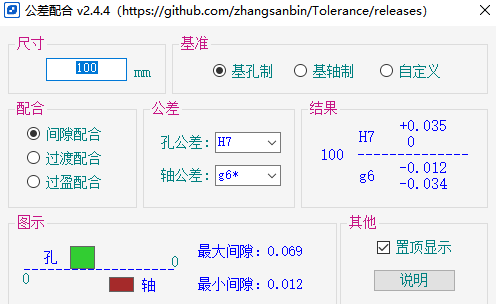 公差配合 v2.4.4（https://github.com/zhangsanbin/Tolerance/releases）
尺寸
100 mm
基准
基孔制 基轴制 自定义
配合
间隙配合
过渡配合
过盈配合
公差
孔公差: H7
轴公差: g6*
结果
100
H7 +0.035
0
g6 -0.012
-0.034
图示
孔
0
0
轴
最大间隙: 0.069
最小间隙: 0.012
其他
置顶显示
说明